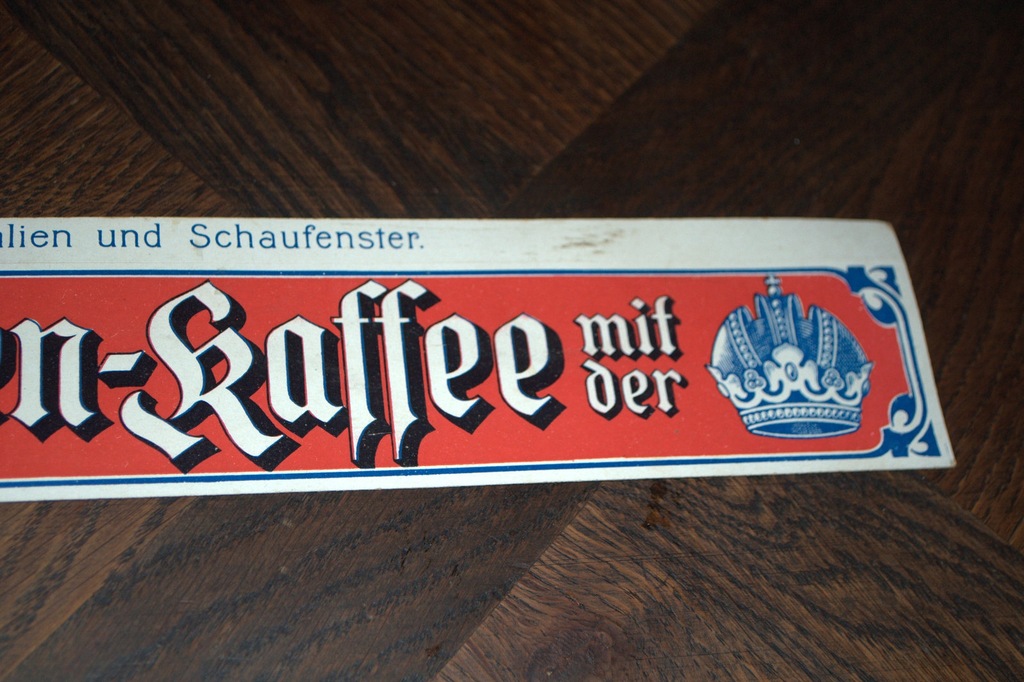 alien und Schaufenster.
n-Kaffee mit
der